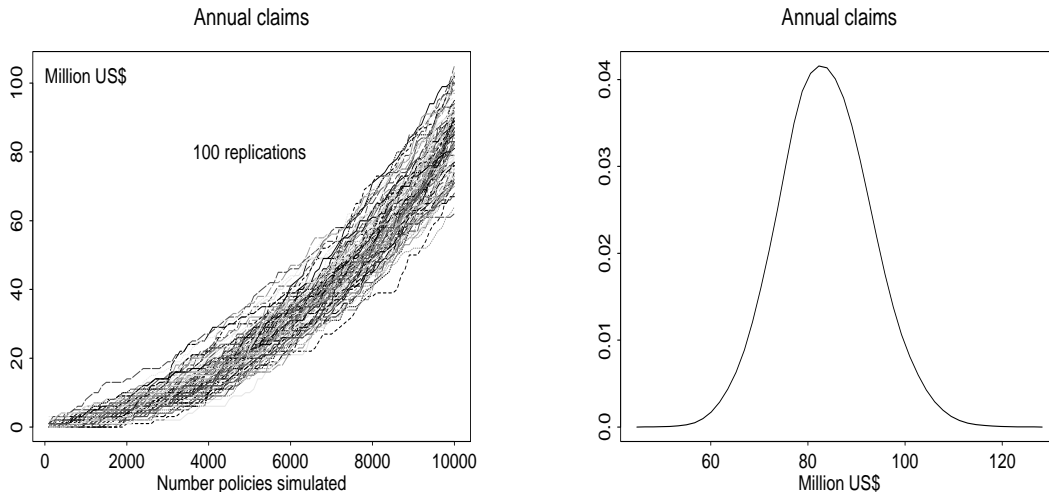 Annual claims
Million US$
100 replications
100
80
60
40
20
0
0 2000 4000 6000 8000 10000
Number policies simulated
Annual claims
0.04
0.03
0.02
0.01
0.0
60 80 100 120
Million US$